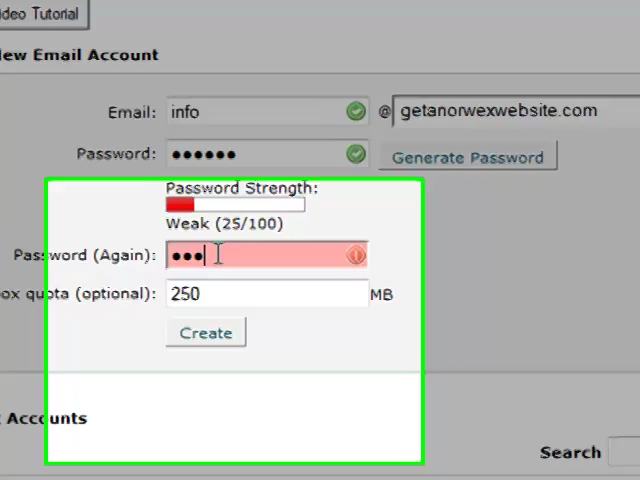 ideo Tutorial
lew Email Account
Email: info @ getanorwexwebsite.com
Password: ●●●●●● Generate Password
Password Strength:
Weak (25/100)
Password (Again): ●●●
ox quota (optional): 250 MB
Create
Accounts
Search